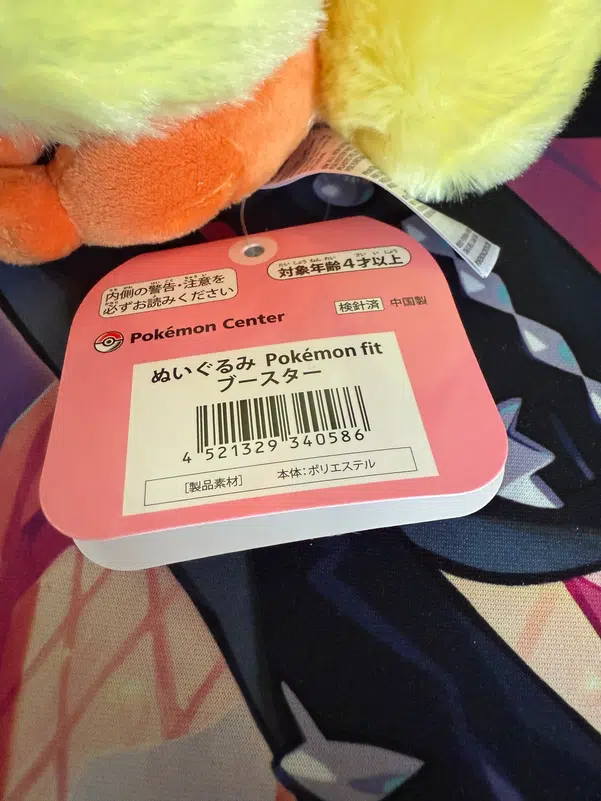 内側の警告・注意を
必ずお読みください
対象年齢4才以上
Pokémon Center
検針済 中国製
ぬいぐるみ Pokémon fit
ブースター
4 521329 340586
[製品素材] 本体:ポリエステル